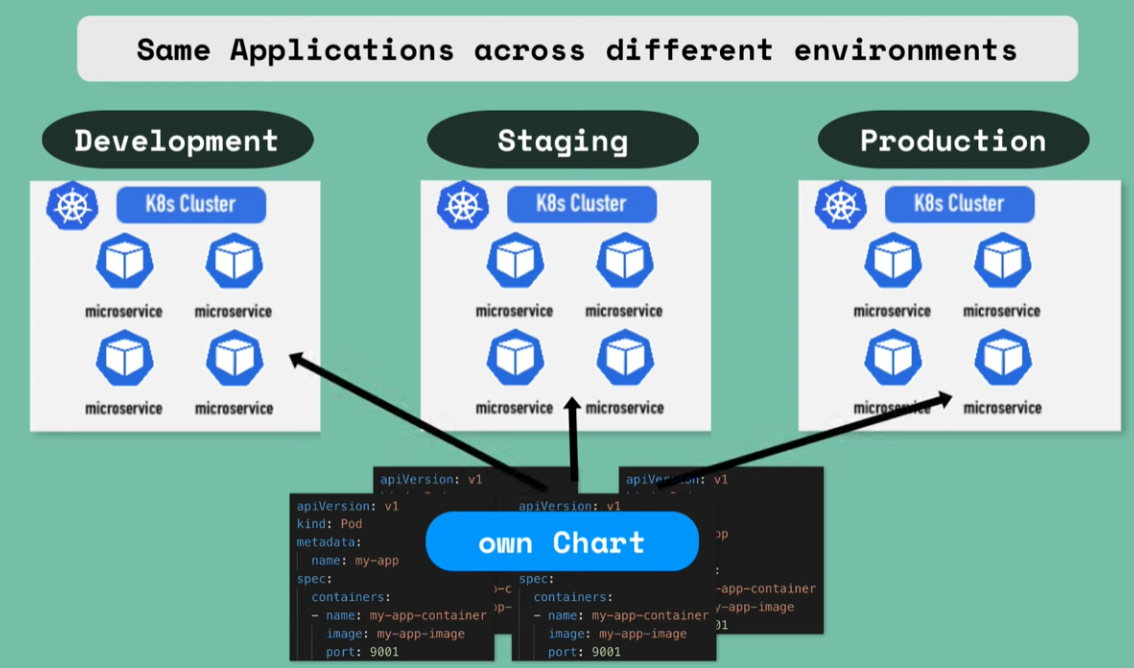 Same Applications across different environments
Development
Staging
Production
K8s Cluster
K8s Cluster
K8s Cluster
microservice microservice
microservice microservice
microservice microservice
microservice microservice
microservice microservice
microservice microservice
apiVersion: v1
apiVersion: v1
apiVersion: v1
kind: Pod
metadata:
name: my-app
spec:
containers:
- name: my-app-container
image: my-app-image
port: 9001
apiVersion: v1
own Chart
spec:
containers:
- name: my-app-container
image: my-app-image
port: 9001
-app-container
y-app-image
01